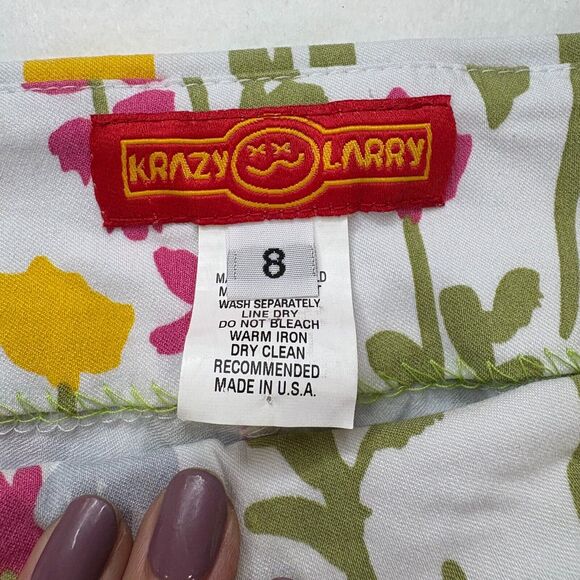 KRAZY LARRY
8
WASH SEPARATELY
LINE DRY
DO NOT BLEACH
WARM IRON
DRY CLEAN
RECOMMENDED
MADE IN U.S.A.